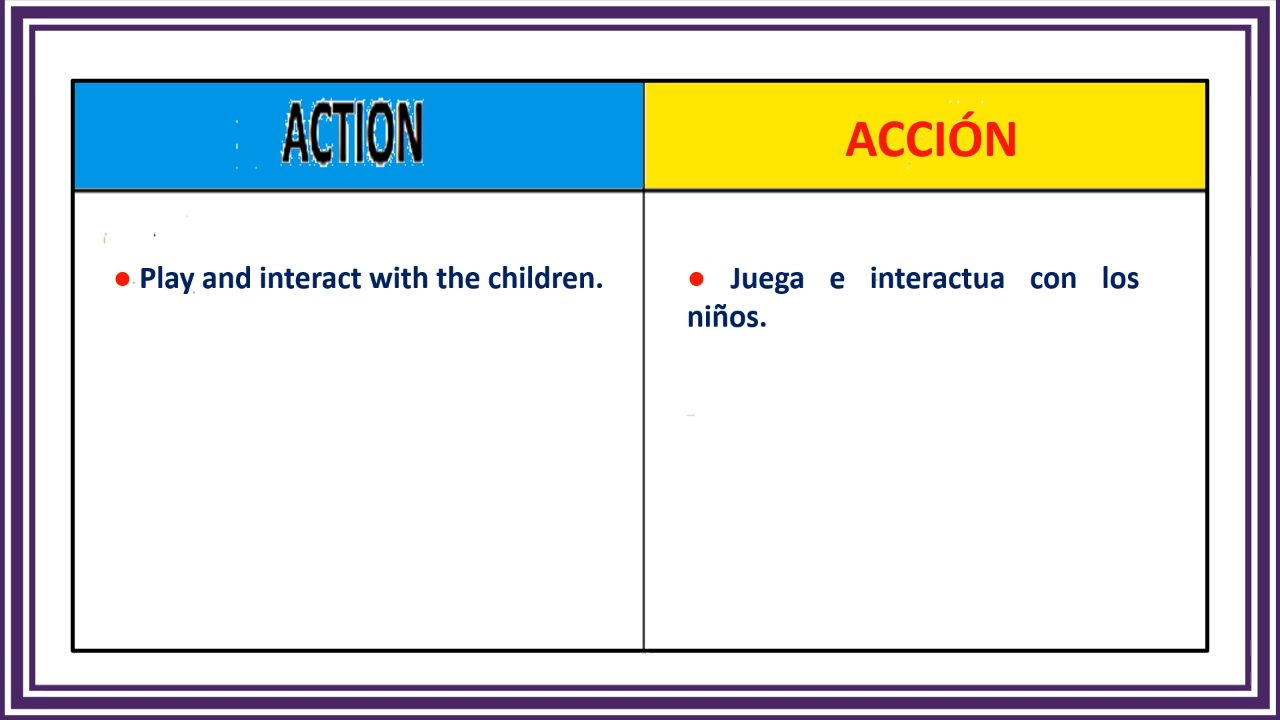 ACTION
ACCIÓN
● Play and interact with the children.
● Juega e interactua con los
niños.